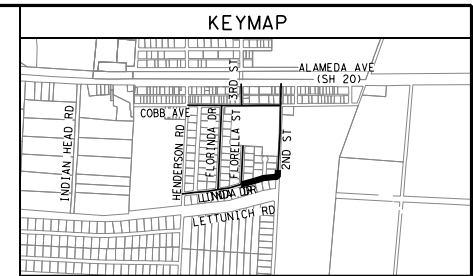 KEYMAP
ALAMEDA AVE
(SH 20)
3RD ST
COBB AVE
INDIAN HEAD RD
HENDERSON RD
FLORINDA DR
FLORELLA ST
2ND ST
LETTUNICH RD